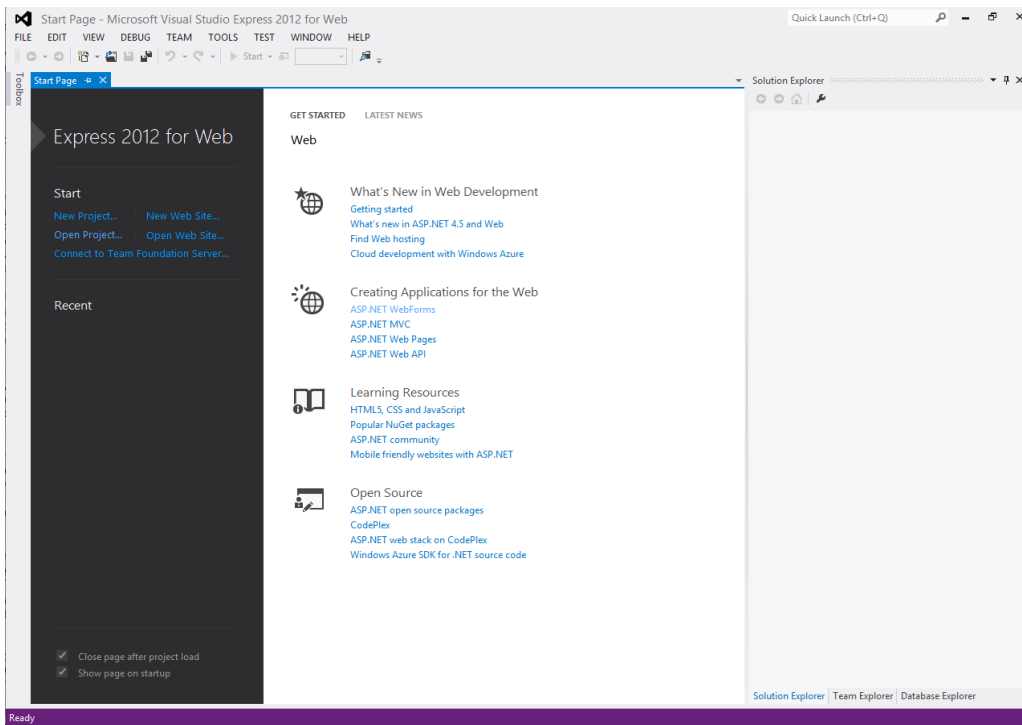 Start Page - Microsoft Visual Studio Express 2012 for Web
Quick Launch (Ctrl+Q)
FILE EDIT VIEW DEBUG TEAM TOOLS TEST WINDOW HELP
Start
Toolbox
Start Page
Solution Explorer
Express 2012 for Web
Start
New Project...
New Web Site...
Open Project...
Open Web Site...
Connect to Team Foundation Server...
Recent
Close page after project load
Show page on startup
GET STARTED LATEST NEWS
Web
What's New in Web Development
Getting started
What's new in ASP.NET 4.5 and Web
Find Web hosting
Cloud development with Windows Azure
Creating Applications for the Web
ASP.NET WebForms
ASP.NET MVC
ASP.NET Web Pages
ASP.NET Web API
Learning Resources
HTML5, CSS and JavaScript
Popular NuGet packages
ASP.NET community
Mobile friendly websites with ASP.NET
Open Source
ASP.NET open source packages
CodePlex
ASP.NET web stack on CodePlex
Windows Azure SDK for .NET source code
Solution Explorer Team Explorer Database Explorer
Ready